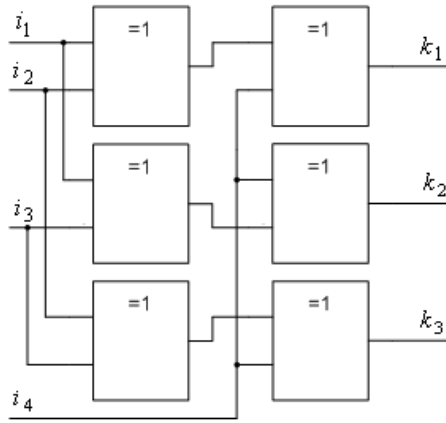 i1 =1 =1 k1
i2
=1 =1 k2
i3
=1 =1 k3
i4